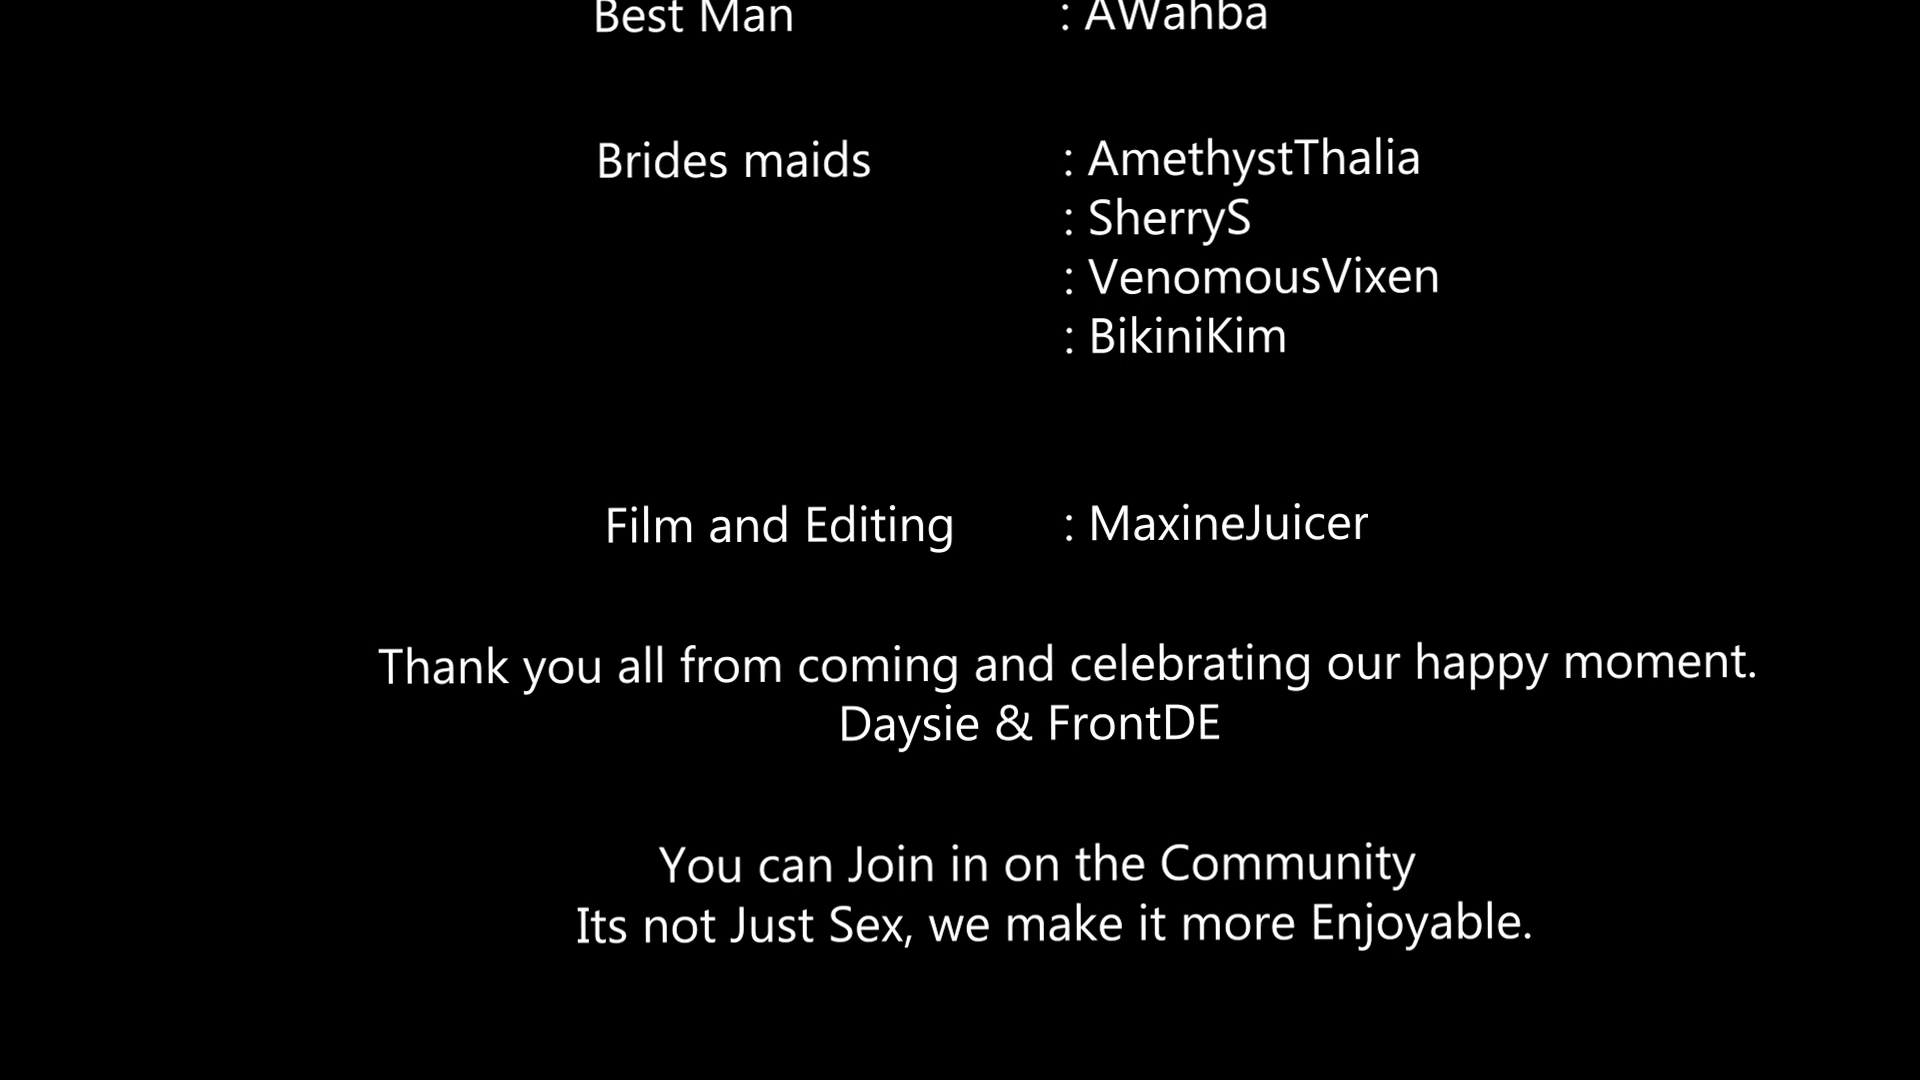 Best Man : AWahba
Brides maids : AmethystThalia
: SherryS
: VenomousVixen
: BikiniKim
Film and Editing : MaxineJuicer
Thank you all from coming and celebrating our happy moment.
Daysie & FrontDE
You can Join in on the Community
Its not Just Sex, we make it more Enjoyable.